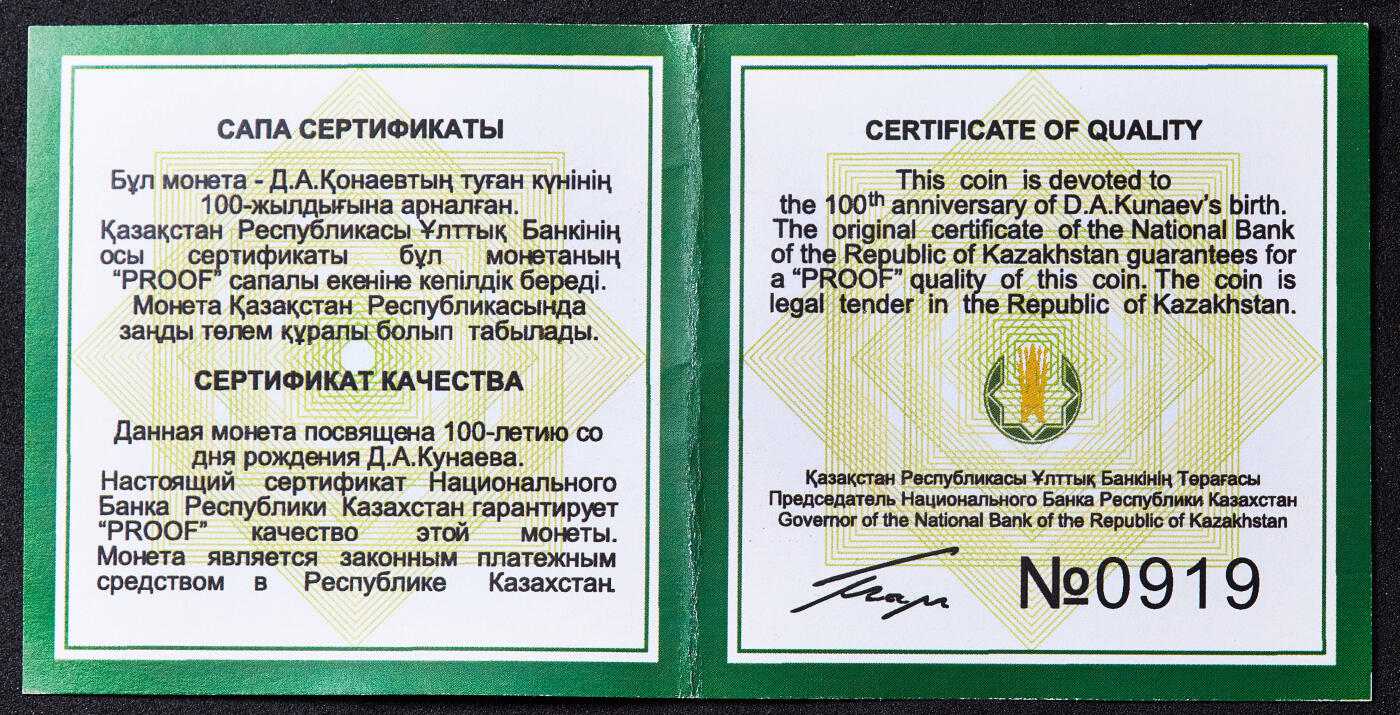 САПА СЕРТИФИКАТЫ
Бұл монета - Д.А.Қонаевтың туған күнінің
100-жылдығына арналған.
Қазақстан Республикасы Ұлттық Банкінің
осы сертификаты бұл монетаның
“PROOF” сапалы екеніне кепілдік береді.
Монета Қазақстан Республикасында
заңды төлем құралы болып табылады.
СЕРТИФИКАТ КАЧЕСТВА
Данная монета посвящена 100-летию со
дня рождения Д.А.Кунаева.
Настоящий сертификат Национального
Банка Республики Казахстан гарантирует
“PROOF” качество этой монеты.
Монета является законным платежным
средством в Республике Казахстан.
CERTIFICATE OF QUALITY
This coin is devoted to
the 100th anniversary of D.A.Kunaev’s birth.
The original certificate of the National Bank
of the Republic of Kazakhstan guarantees for
a “PROOF” quality of this coin. The coin is
legal tender in the Republic of Kazakhstan.
Қазақстан Республикасы Ұлттық Банкінің Төрағасы
Председатель Национального Банка Республики Казахстан
Governor of the National Bank of the Republic of Kazakhstan
№0919